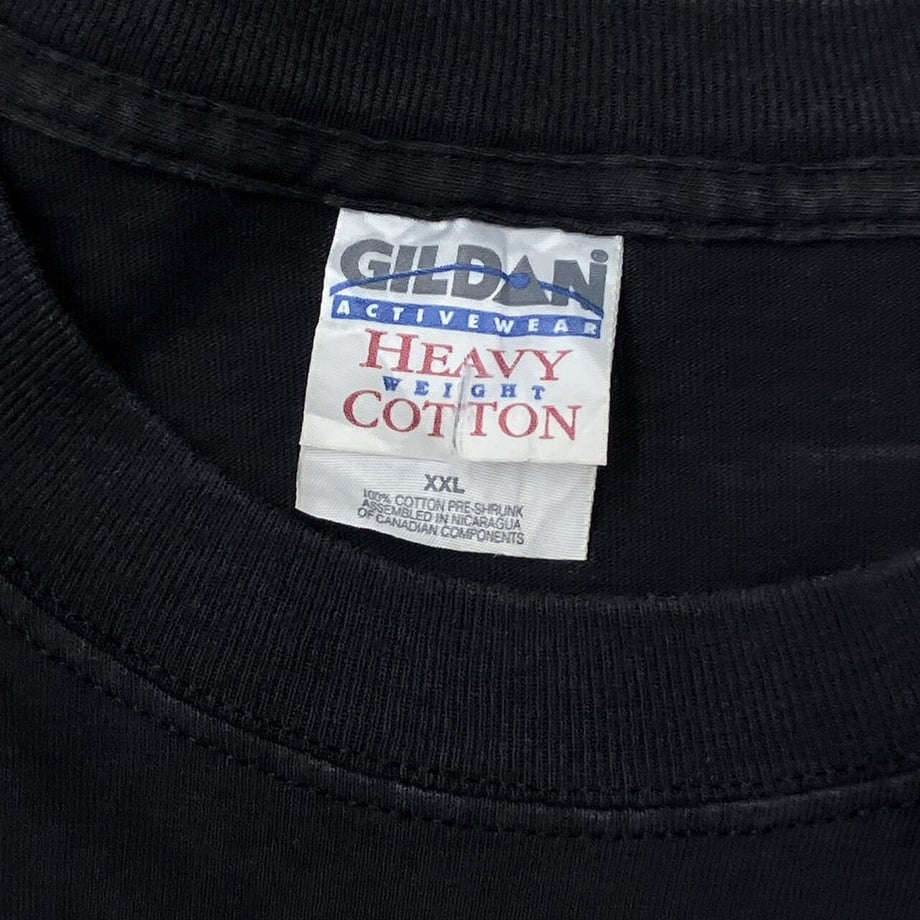 GILDAN
ACTIVEWEAR
HEAVY
WEIGHT
COTTON
XXL
100% COTTON PRE-SHRUNK
ASSEMBLED IN NICARAGUA
OF CANADIAN COMPONENTS